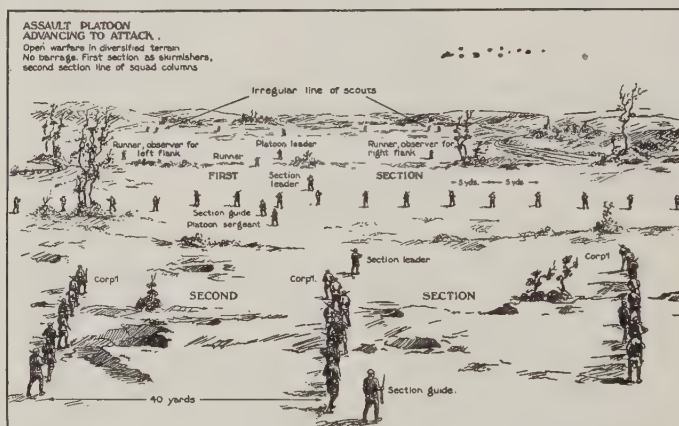 ASSAULT PLATOON
ADVANCING TO ATTACK.
Open warfare in diversified terrain
No barrage. First section as skirmishers,
second section line of squad columns
Irregular line of scouts
Runner, observer for
left flank
Runner
Platoon leader
Runner, observer for
right flank
FIRST
Section
leader
SECTION
5 yds.
5 yds.
Section guide
Platoon sergeant
Section leader
Corp'l
Corp'l.
Corp'l
SECOND
SECTION
40 yards
Section guide.